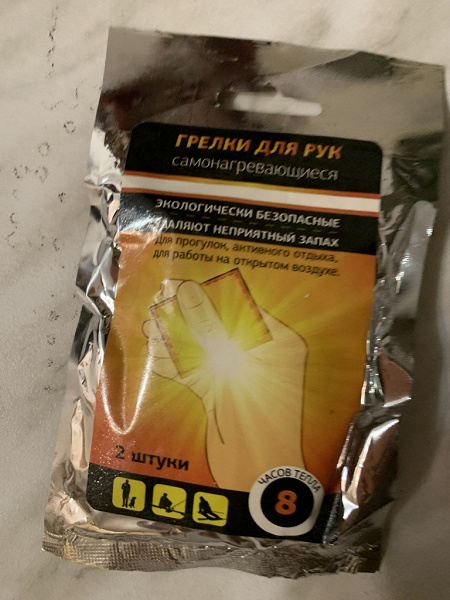 ГРЕЛКИ ДЛЯ РУК
самонагревающиеся
ЭКОЛОГИЧЕСКИ БЕЗОПАСНЫЕ
УДАЛЯЮТ НЕПРИЯТНЫЙ ЗАПАХ
для прогулок, активного отдыха,
для работы на открытом воздухе.
2 штуки
ЧАСОВ ТЕПЛА
8